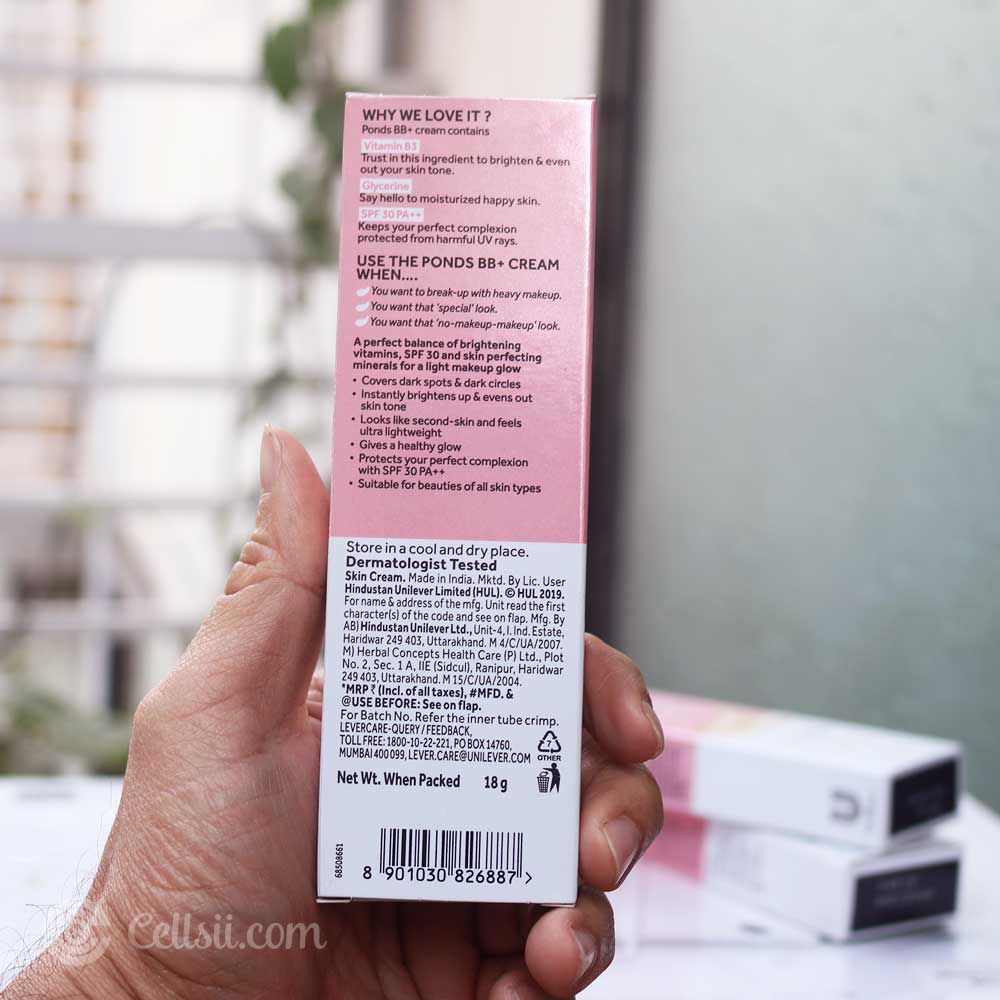 WHY WE LOVE IT ?
Ponds BB+ cream contains
Vitamin B3
Trust in this ingredient to brighten & even
out your skin tone.
Glycerine
Say hello to moisturized happy skin.
SPF 30 PA++
Keeps your perfect complexion
protected from harmful UV rays.
USE THE PONDS BB+ CREAM
WHEN....
You want to break-up with heavy makeup.
You want that 'special' look.
You want that 'no-makeup-makeup' look.
A perfect balance of brightening
vitamins, SPF 30 and skin perfecting
minerals for a light makeup glow
• Covers dark spots & dark circles
• Instantly brightens up & evens out
skin tone
• Looks like second-skin and feels
ultra lightweight
• Gives a healthy glow
• Protects your perfect complexion
with SPF 30 PA++
• Suitable for beauties of all skin types
Store in a cool and dry place.
Dermatologist Tested
Skin Cream. Made in India. Mktd. By Lic. User
Hindustan Unilever Limited (HUL). © HUL 2019.
For name & address of the mfg. Unit read the first
character(s) of the code and see on flap. Mfg. By
AB) Hindustan Unilever Ltd., Unit-4, I. Ind. Estate,
Haridwar 249 403, Uttarakhand. M 4/C/UA/2007.
M) Herbal Concepts Health Care (P) Ltd., Plot
No. 2, Sec. 1 A, IIE (Sidcul), Ranipur, Haridwar
249 403, Uttarakhand. M 15/C/UA/2004.
*MRP ₹ (Incl. of all taxes), #MFD. &
@USE BEFORE: See on flap.
For Batch No. Refer the inner tube crimp.
LEVERCARE-QUERY / FEEDBACK,
TOLL FREE: 1800-10-22-221, PO BOX 14760,
MUMBAI 400 099, LEVER.CARE@UNILEVER.COM
7
OTHER
Net Wt. When Packed 18 g
68508661
8 901030 826887 >
Cellsii.com